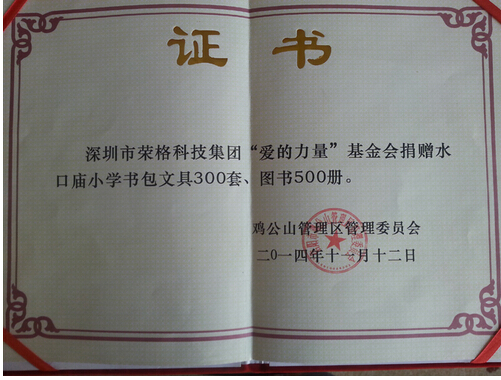 证书
深圳市荣格科技集团“爱的力量”基金会捐赠水
口庙小学书包文具300套、图书500册。
鸡公山管理区管理委员会
二〇一四年十一月十二日